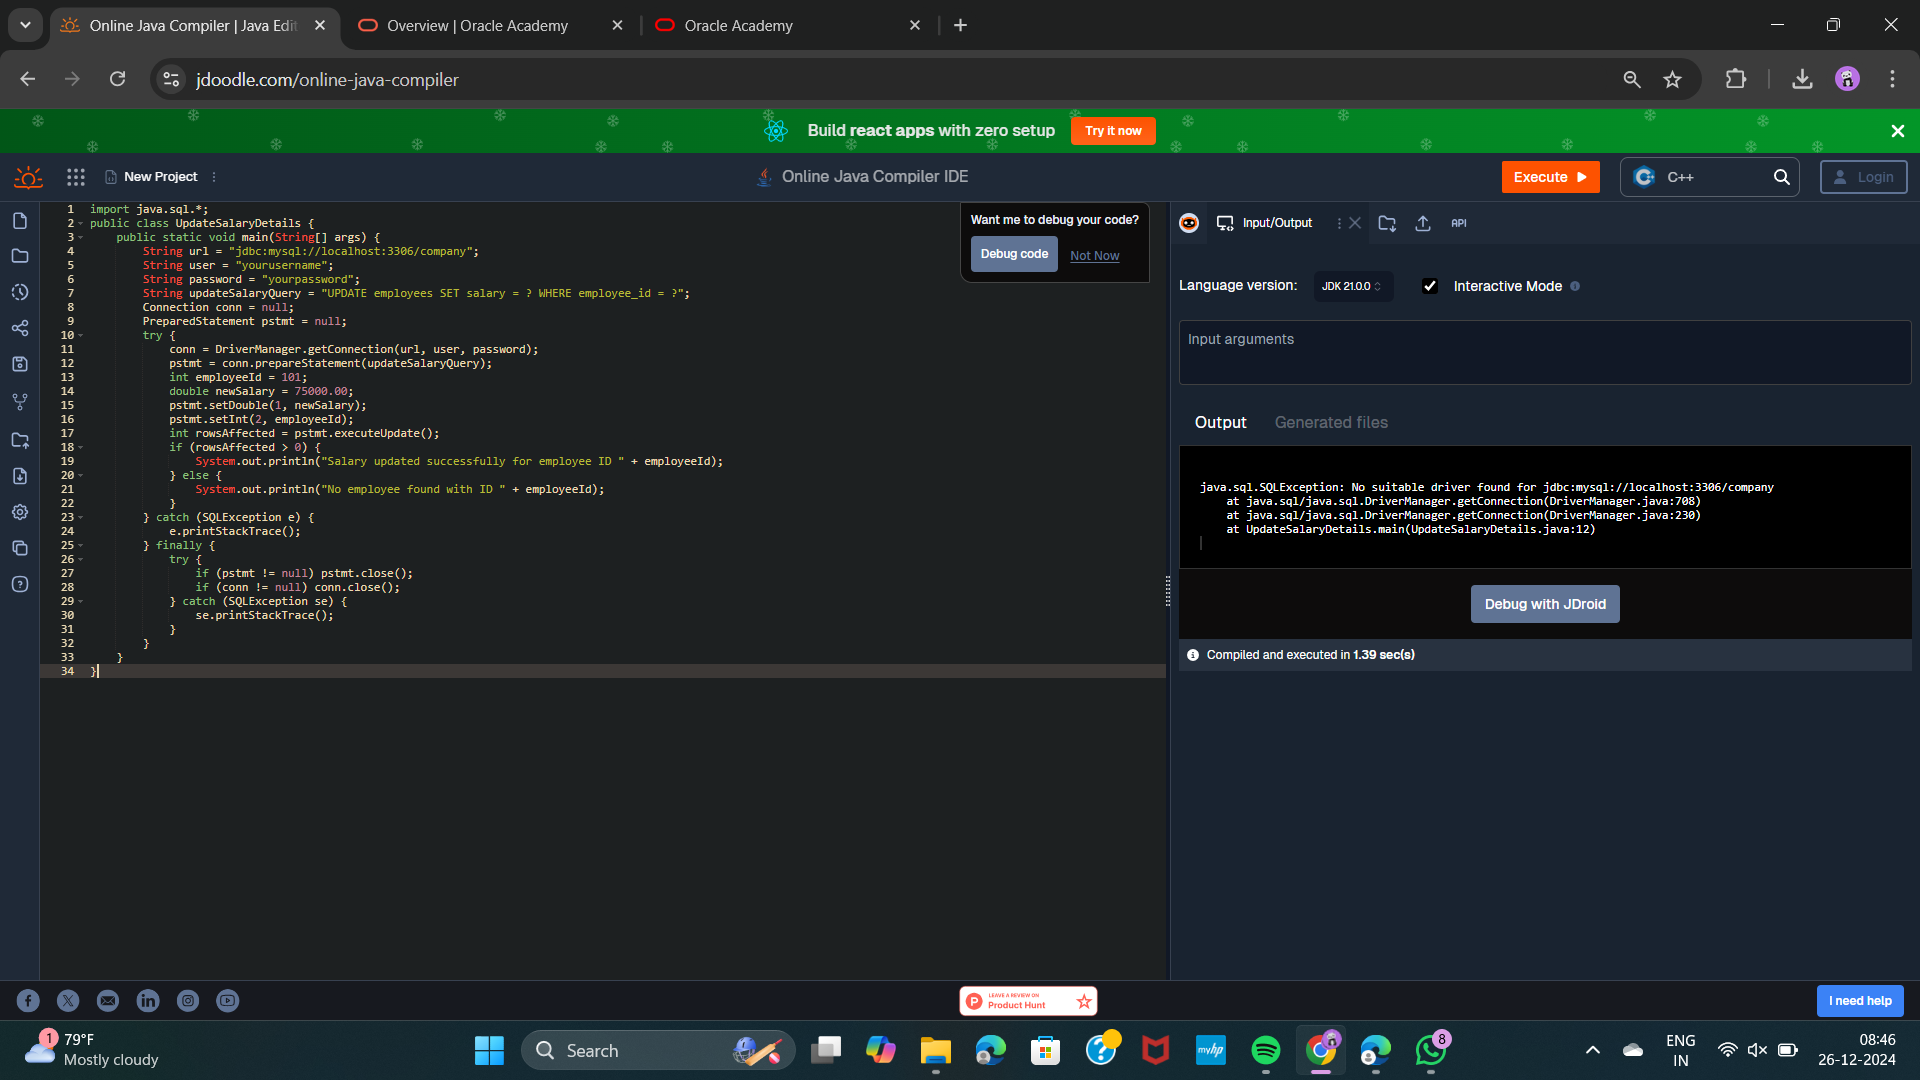 Online Java Compiler | Java Edit
Overview | Oracle Academy
Oracle Academy
jdoodle.com/online-java-compiler
Build react apps with zero setup
Try it now
New Project
Online Java Compiler IDE
Execute
C++
Login
1 import java.sql.*;
2 public class UpdateSalaryDetails {
3 public static void main(String[] args) {
4 String url = "jdbc:mysql://localhost:3306/company";
5 String user = "yourusername";
6 String password = "yourpassword";
7 String updateSalaryQuery = "UPDATE employees SET salary = ? WHERE employee_id = ?";
8 Connection conn = null;
9 PreparedStatement pstmt = null;
10 try {
11 conn = DriverManager.getConnection(url, user, password);
12 pstmt = conn.prepareStatement(updateSalaryQuery);
13 int employeeId = 101;
14 double newSalary = 75000.00;
15 pstmt.setDouble(1, newSalary);
16 pstmt.setInt(2, employeeId);
17 int rowsAffected = pstmt.executeUpdate();
18 if (rowsAffected > 0) {
19 System.out.println("Salary updated successfully for employee ID " + employeeId);
20 } else {
21 System.out.println("No employee found with ID " + employeeId);
22 }
23 } catch (SQLException e) {
24 e.printStackTrace();
25 } finally {
26 try {
27 if (pstmt != null) pstmt.close();
28 if (conn != null) conn.close();
29 } catch (SQLException se) {
30 se.printStackTrace();
31 }
32 }
33 }
34 }
Want me to debug your code?
Debug code
Not Now
Input/Output
API
Language version:
JDK 21.0.0
Interactive Mode
Input arguments
Output
Generated files
java.sql.SQLException: No suitable driver found for jdbc:mysql://localhost:3306/company
at java.sql/java.sql.DriverManager.getConnection(DriverManager.java:708)
at java.sql/java.sql.DriverManager.getConnection(DriverManager.java:230)
at UpdateSalaryDetails.main(UpdateSalaryDetails.java:12)
Debug with JDroid
Compiled and executed in 1.39 sec(s)
LEAVE A REVIEW ON
Product Hunt
I need help
1
79°F
Mostly cloudy
Search
myhp
8
ENG
IN
08:46
26-12-2024